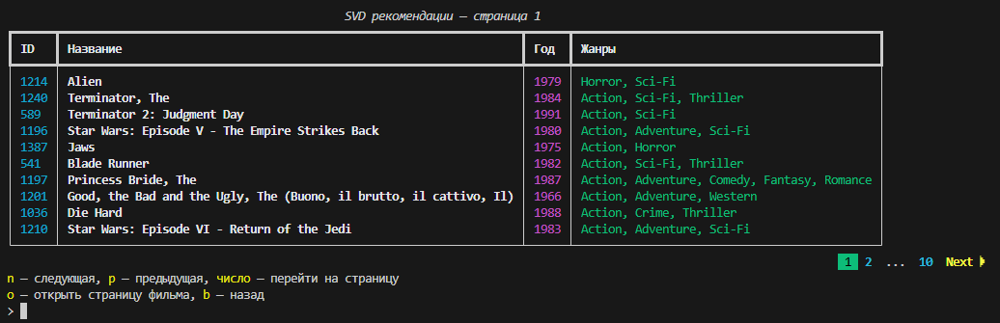 SVD рекомендации — страница 1
ID Название Год Жанры
1214 Alien 1979 Horror, Sci-Fi
1240 Terminator, The 1984 Action, Sci-Fi, Thriller
589 Terminator 2: Judgment Day 1991 Action, Sci-Fi
1196 Star Wars: Episode V - The Empire Strikes Back 1980 Action, Adventure, Sci-Fi
1387 Jaws 1975 Action, Horror
541 Blade Runner 1982 Action, Sci-Fi, Thriller
1197 Princess Bride, The 1987 Action, Adventure, Comedy, Fantasy, Romance
1201 Good, the Bad and the Ugly, The (Buono, il brutto, il cattivo, Il) 1966 Action, Adventure, Western
1036 Die Hard 1988 Action, Crime, Thriller
1210 Star Wars: Episode VI - Return of the Jedi 1983 Action, Adventure, Sci-Fi
1 2 ... 10 Next
n — следующая, p — предыдущая, число — перейти на страницу
o — открыть страницу фильма, b — назад
>